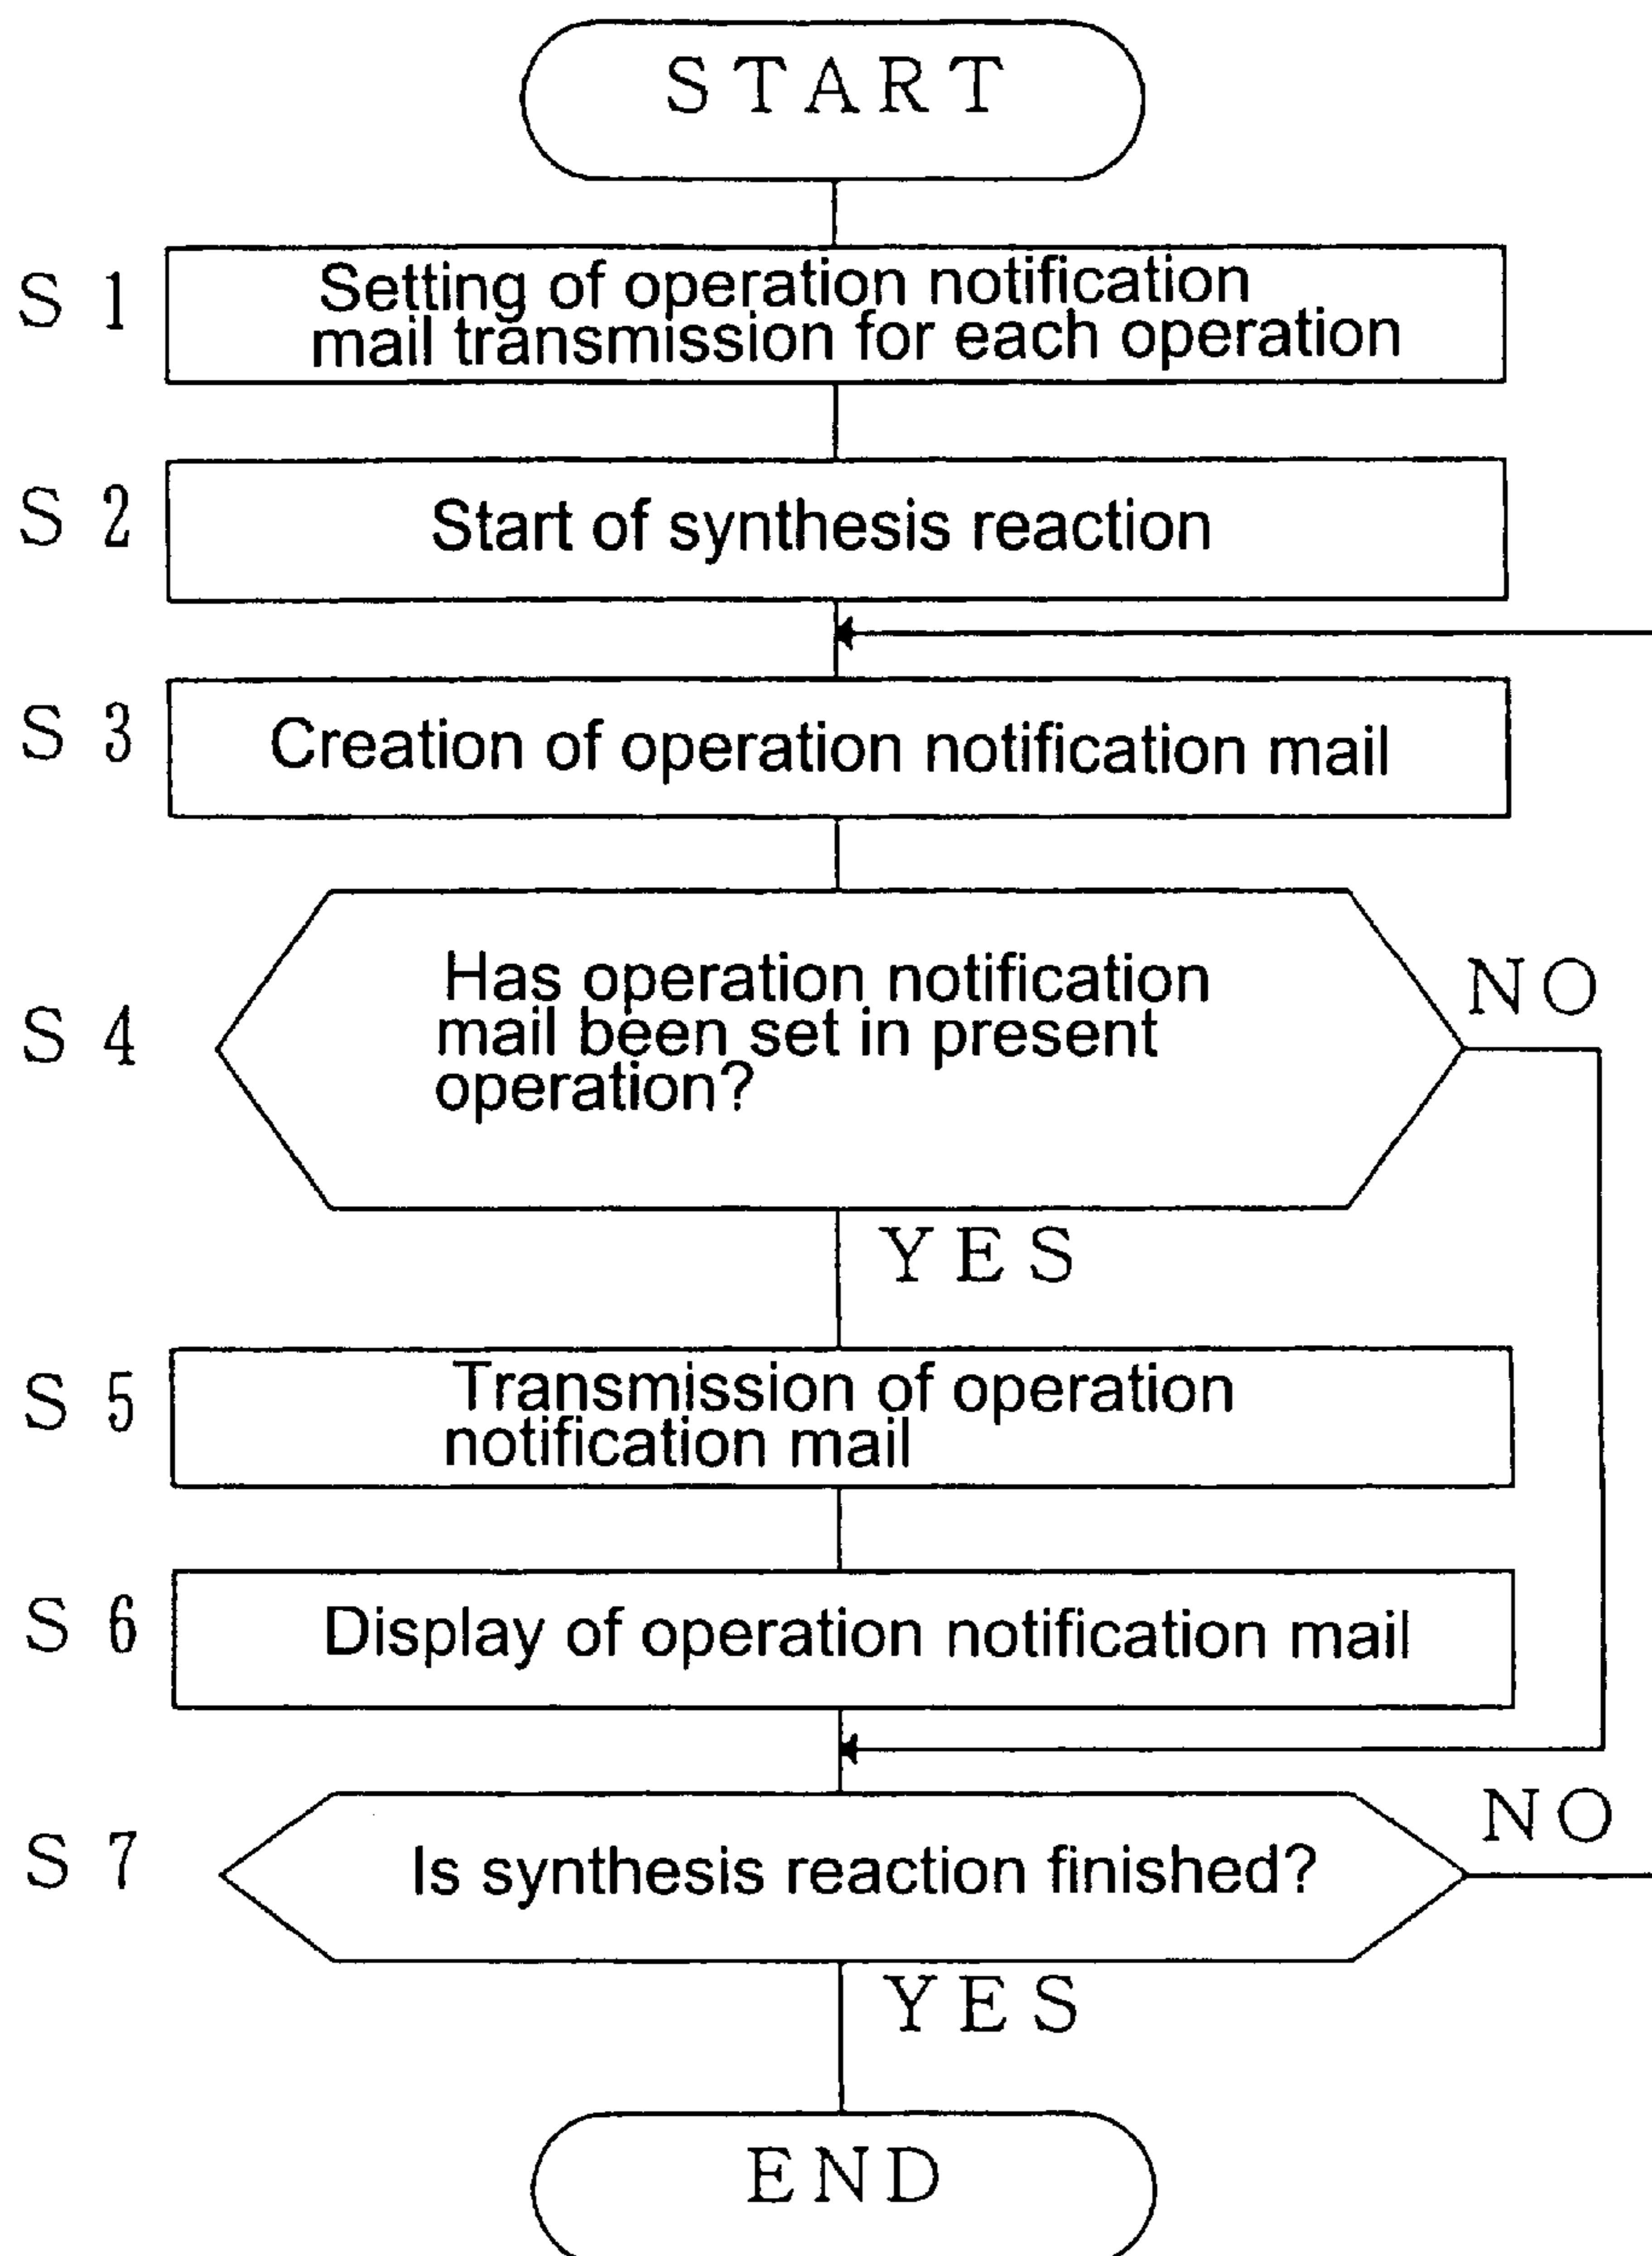 START
S 1
Setting of operation notification
mail transmission for each operation
S 2
Start of synthesis reaction
S 3
Creation of operation notification mail
S 4
Has operation notification
mail been set in present
operation?
NO
YES
S 5
Transmission of operation
notification mail
S 6
Display of operation notification mail
S 7
Is synthesis reaction finished?
NO
YES
END